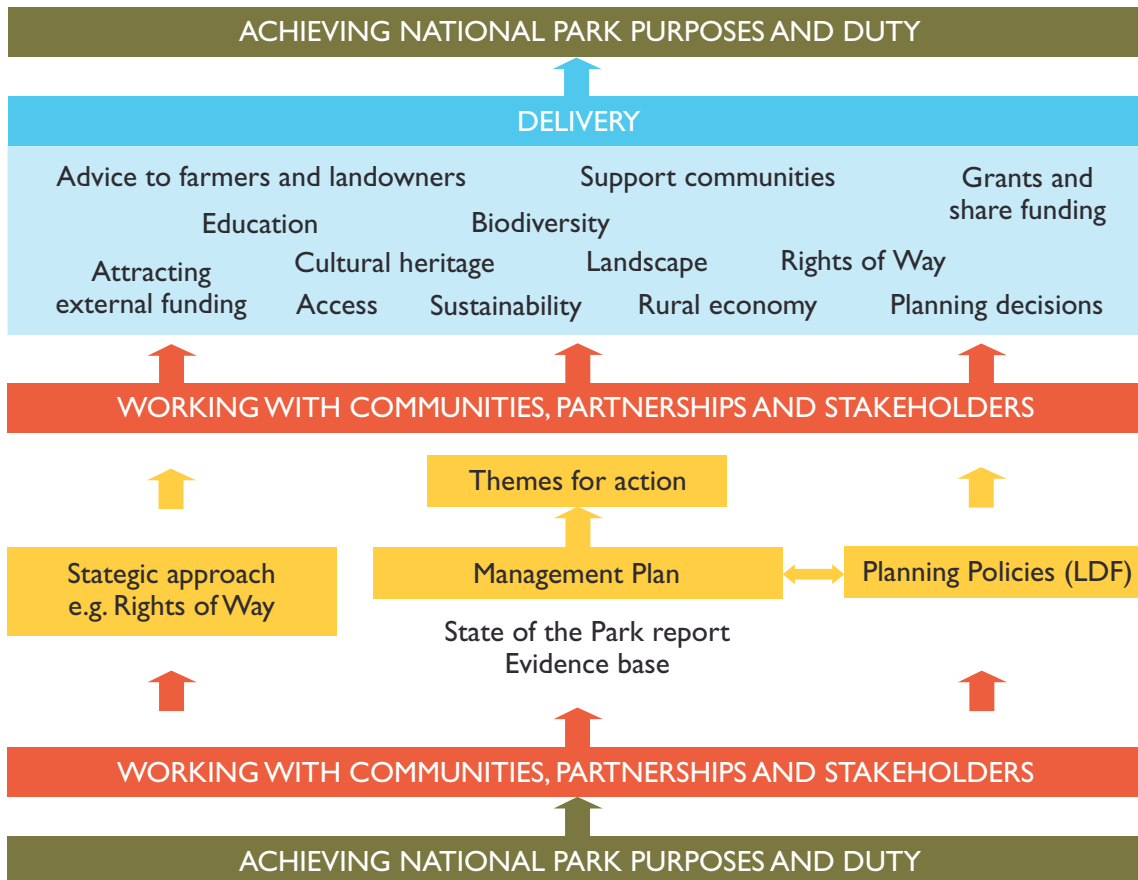 ACHIEVING NATIONAL PARK PURPOSES AND DUTY
DELIVERY
Advice to farmers and landowners
Support communities
Grants and
share funding
Education
Biodiversity
Attracting
external funding
Cultural heritage
Landscape
Rights of Way
Access
Sustainability
Rural economy
Planning decisions
WORKING WITH COMMUNITIES, PARTNERSHIPS AND STAKEHOLDERS
Themes for action
Stategic approach
e.g. Rights of Way
Management Plan
Planning Policies (LDF)
State of the Park report
Evidence base
WORKING WITH COMMUNITIES, PARTNERSHIPS AND STAKEHOLDERS
ACHIEVING NATIONAL PARK PURPOSES AND DUTY